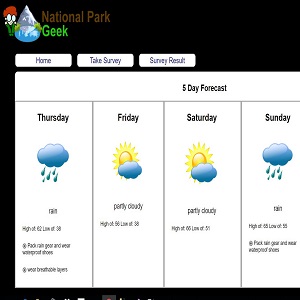 National Park
Geek
Home
Take Survey
Survey Result
5 Day Forecast
Thursday
Friday
Saturday
Sunday
rain
partly cloudy
partly cloudy
rain
High of: 62 Low of: 38
High of: 56 Low of: 38
High of: 66 Low of: 51
High of: 65 Low of: 55
@ Pack rain gear and wear
waterproof shoes
@ Pack rain gear and wear
waterproof shoes
@ wear breathable layers